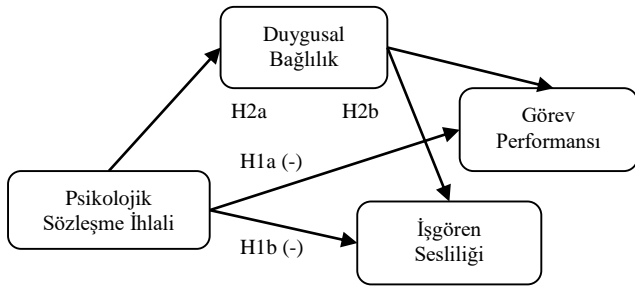 Duygusal
Bağlılık
H2a
H2b
Görev
Performansı
H1a (-)
Psikolojik
Sözleşme İhlali
İşgören
Sesliliği
H1b (-)